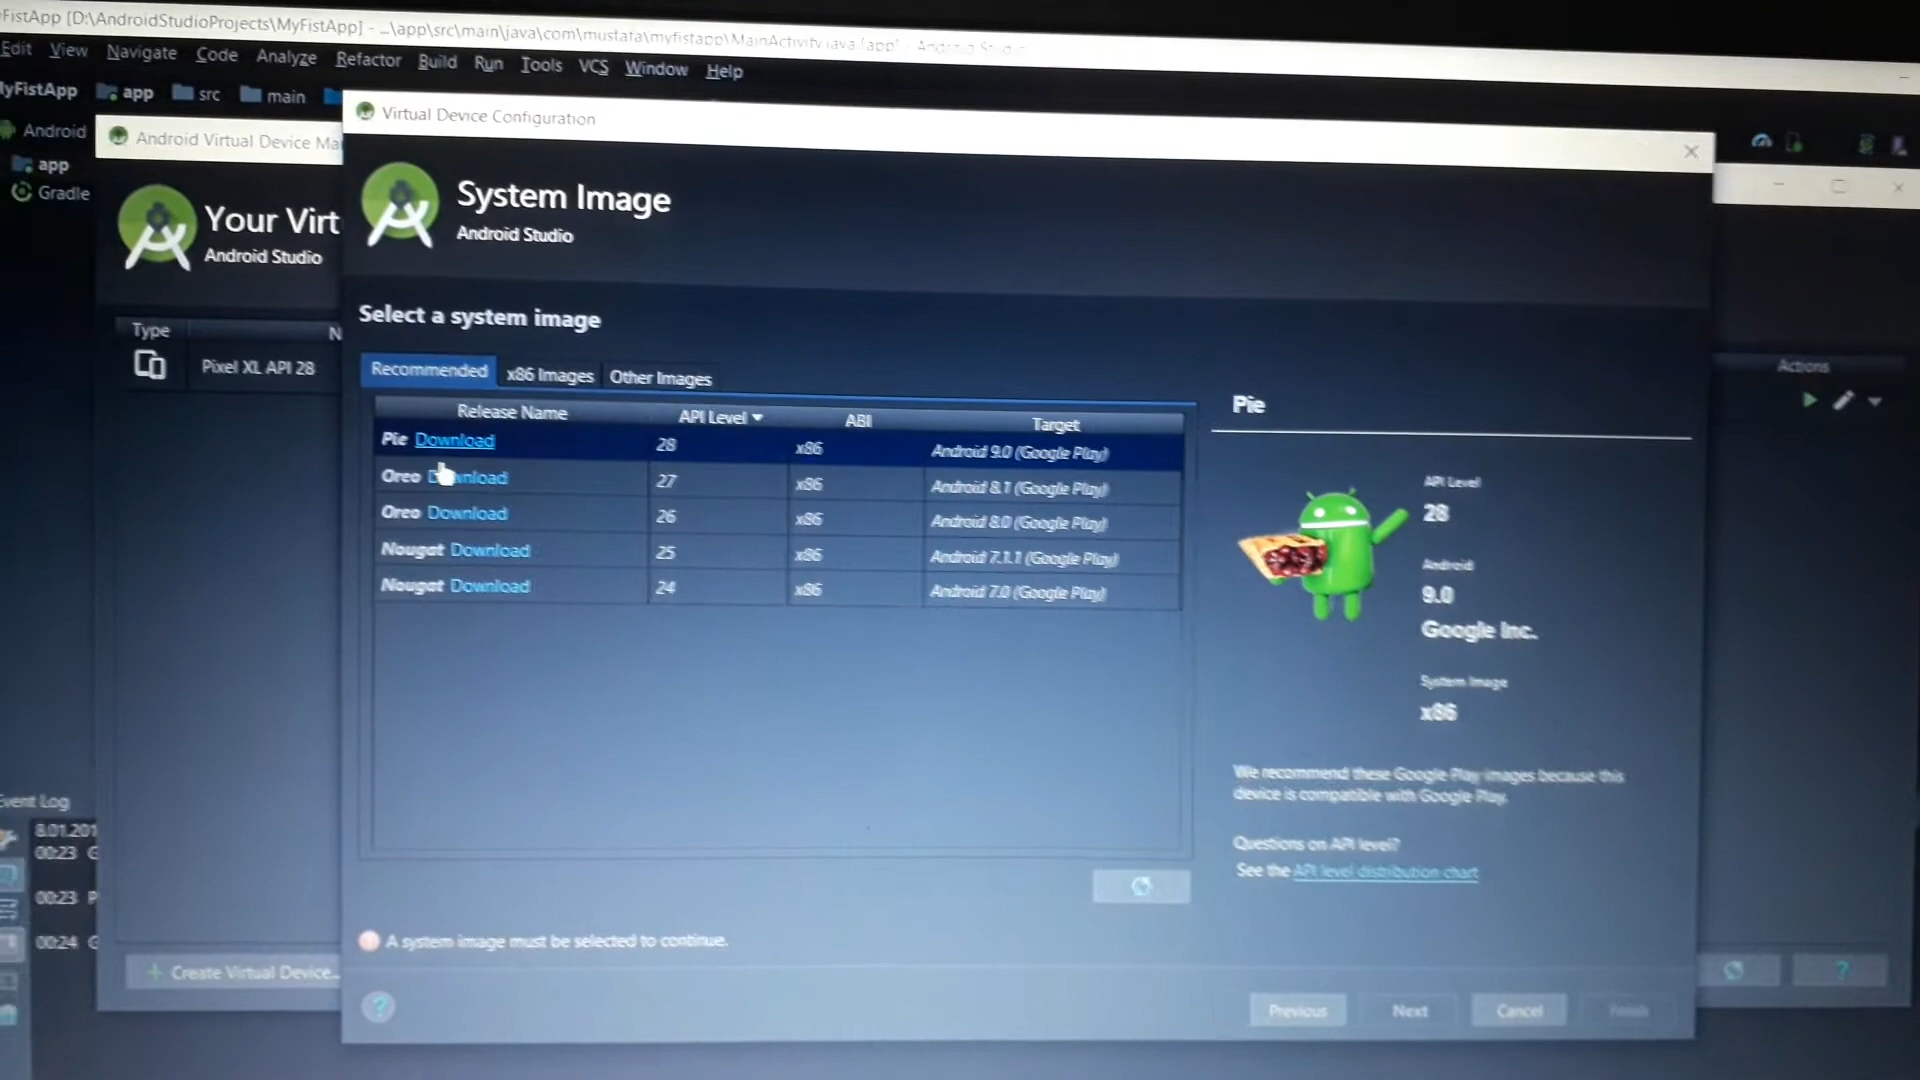 FistApp [D:\AndroidStudioProjects\MyFistApp] - ...\app\src\main\java\com\mustafa\myfistapp\MainActivity.java [app] - Android Studio
Edit View Navigate Code Analyze Refactor Build Run Tools VCS Window Help
MyFistApp app src main
Android
app
Gradle
Android Virtual Device Ma
Your Virt
Android Studio
Type N
Pixel XL API 28
Actions
Virtual Device Configuration
System Image
Android Studio
Select a system image
Recommended x86 Images Other Images
Release Name API Level ABI Target
Pie Download 28 x86 Android 9.0 (Google Play)
Oreo Download 27 x86 Android 8.1 (Google Play)
Oreo Download 26 x86 Android 8.0 (Google Play)
Nougat Download 25 x86 Android 7.1.1 (Google Play)
Nougat Download 24 x86 Android 7.0 (Google Play)
Pie
API Level
28
Android
9.0
Google Inc.
System Image
x86
We recommend these Google Play images because this
device is compatible with Google Play.
Questions on API level?
See the API level distribution chart
A system image must be selected to continue.
? Previous Next Cancel Finish
Event Log
8.01.201
00:23 G
00:23 P
00:24 G
+ Create Virtual Device...
?